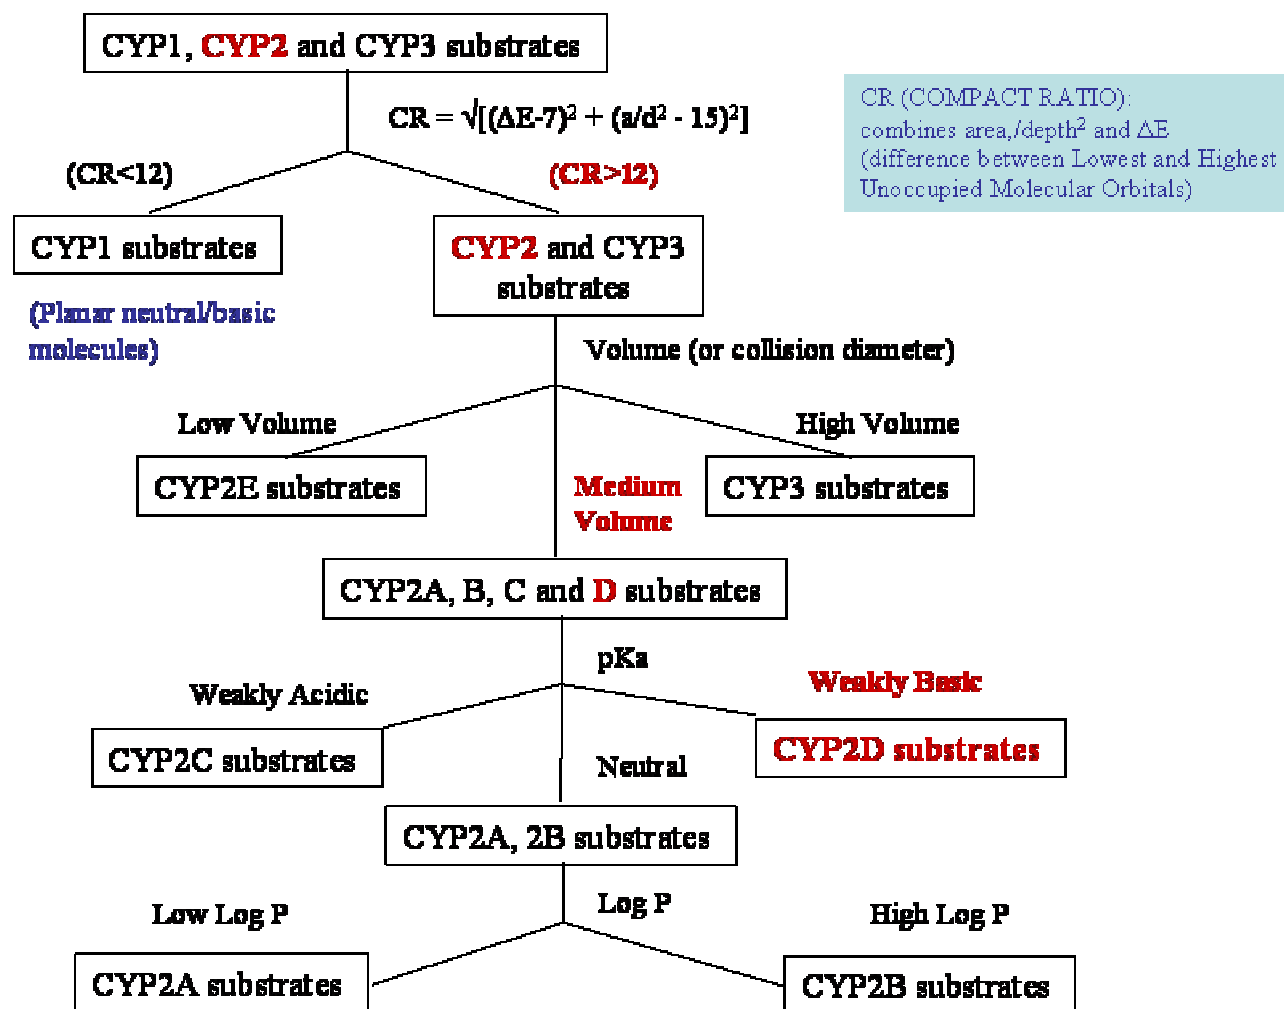 CYP1, CYP2 and CYP3 substrates
CR = √[(ΔE-7)² + (a/d² - 15)²]
CR (COMPACT RATIO):
combines area,/depth² and ΔE
(difference between Lowest and Highest
Unoccupied Molecular Orbitals)
(CR<12)
(CR>12)
CYP1 substrates
CYP2 and CYP3
substrates
(Planar neutral/basic
molecules)
Volume (or collision diameter)
Low Volume
High Volume
CYP2E substrates
Medium
Volume
CYP3 substrates
CYP2A, B, C and D substrates
pKa
Weakly Acidic
Weakly Basic
CYP2C substrates
Neutral
CYP2D substrates
CYP2A, 2B substrates
Low Log P
Log P
High Log P
CYP2A substrates
CYP2B substrates